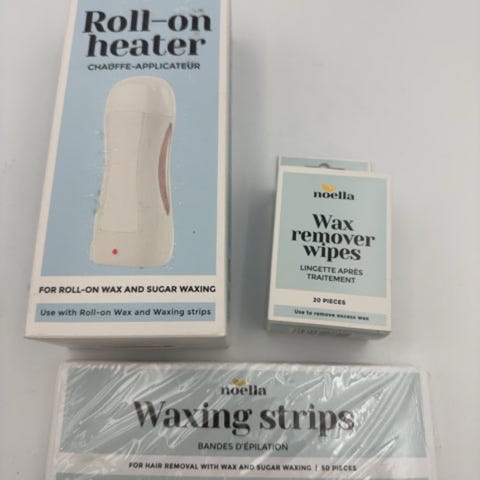 Roll-on
heater
CHAUFFE-APPLICATEUR
FOR ROLL-ON WAX AND SUGAR WAXING
Use with Roll-on Wax and Waxing strips
noella
Wax
remover
wipes
LINGETTE APRÈS
TRAITEMENT
20 PIECES
Use to remove excess wax
noella
Waxing strips
BANDES D'ÉPILATION
FOR HAIR REMOVAL WITH WAX AND SUGAR WAXING | 50 PIECES